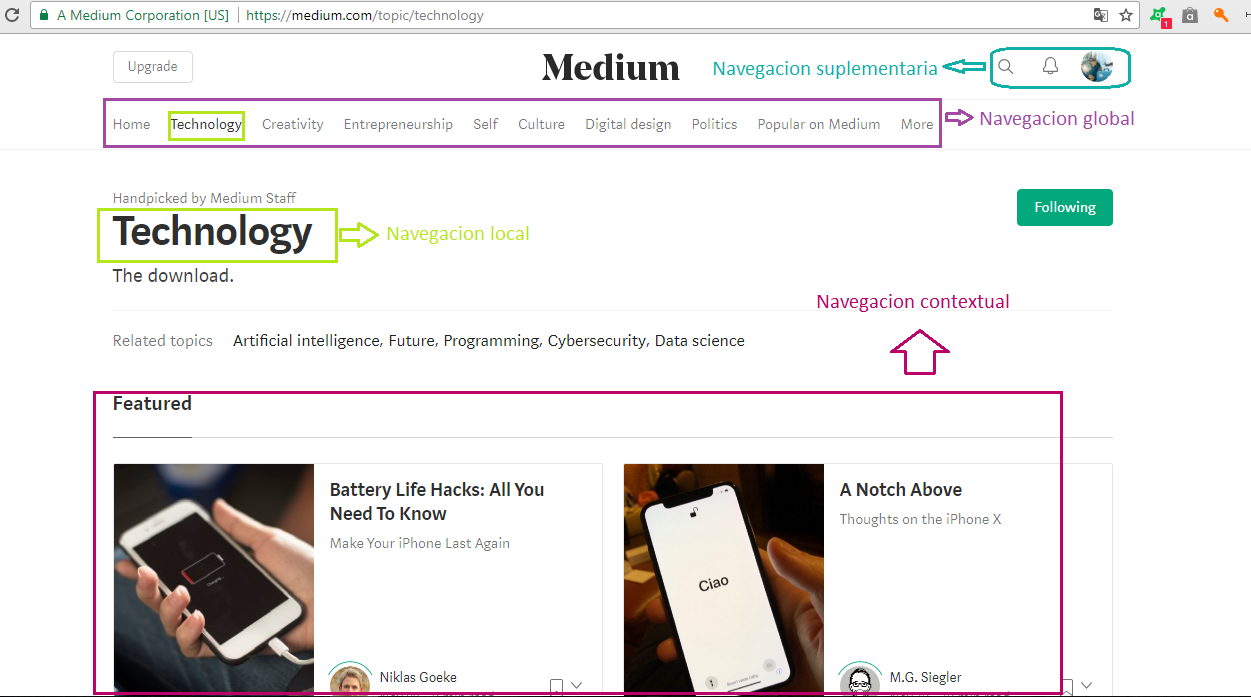 A Medium Corporation [US] https://medium.com/topic/technology
1
Upgrade
Medium
Navegacion suplementaria
Home Technology Creativity Entrepreneurship Self Culture Digital design Politics Popular on Medium More
Navegacion global
Handpicked by Medium Staff
Technology
Navegacion local
Following
The download.
Navegacion contextual
Related topics Artificial intelligence, Future, Programming, Cybersecurity, Data science
Featured
Battery Life Hacks: All You
Need To Know
Make Your iPhone Last Again
Niklas Goeke
A Notch Above
Thoughts on the iPhone X
Ciao
M.G. Siegler